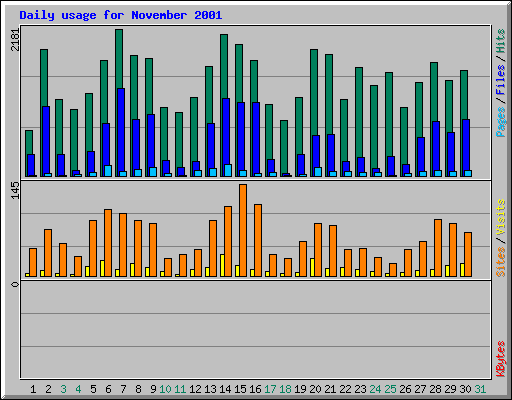 Daily usage for November 2001
2181
Pages / Files / Hits
145
Sites / Visits
0
KBytes
1 2 3 4 5 6 7 8 9 10 11 12 13 14 15 16 17 18 19 20 21 22 23 24 25 26 27 28 29 30 31